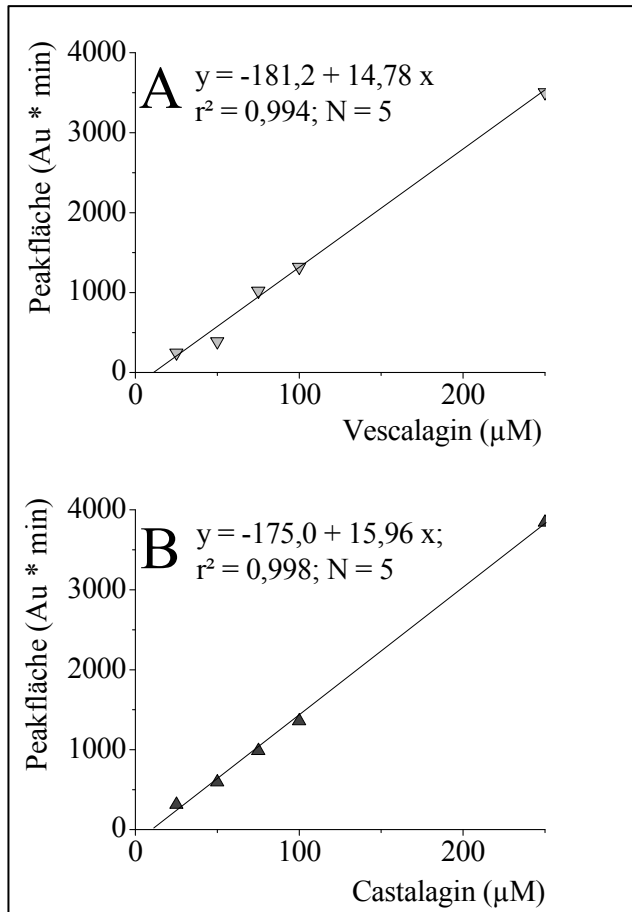 A
y = -181,2 + 14,78 x
r² = 0,994; N = 5
Peakfläche (Au * min)
4000
3000
2000
1000
0
0
100
200
Vescalagin (µM)
B
y = -175,0 + 15,96 x;
r² = 0,998; N = 5
Peakfläche (Au * min)
4000
3000
2000
1000
0
0
100
200
Castalagin (µM)